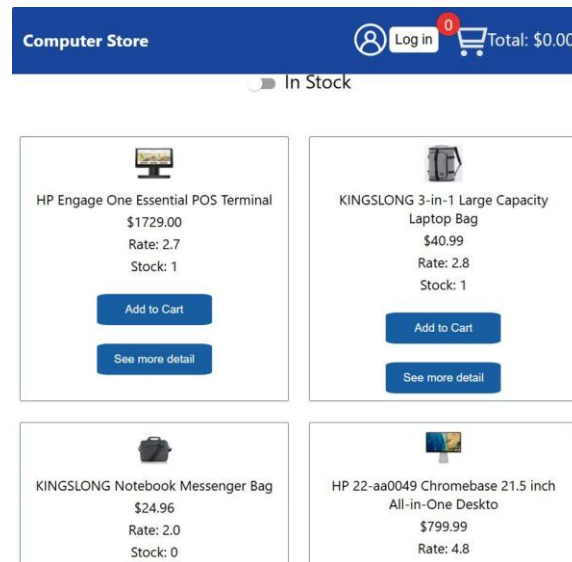 Computer Store
Log in
0
Total: $0.00
In Stock
HP Engage One Essential POS Terminal
$1729.00
Rate: 2.7
Stock: 1
Add to Cart
See more detail
KINGSLONG 3-in-1 Large Capacity
Laptop Bag
$40.99
Rate: 2.8
Stock: 1
Add to Cart
See more detail
KINGSLONG Notebook Messenger Bag
$24.96
Rate: 2.0
Stock: 0
HP 22-aa0049 Chromebase 21.5 inch
All-in-One Deskto
$799.99
Rate: 4.8